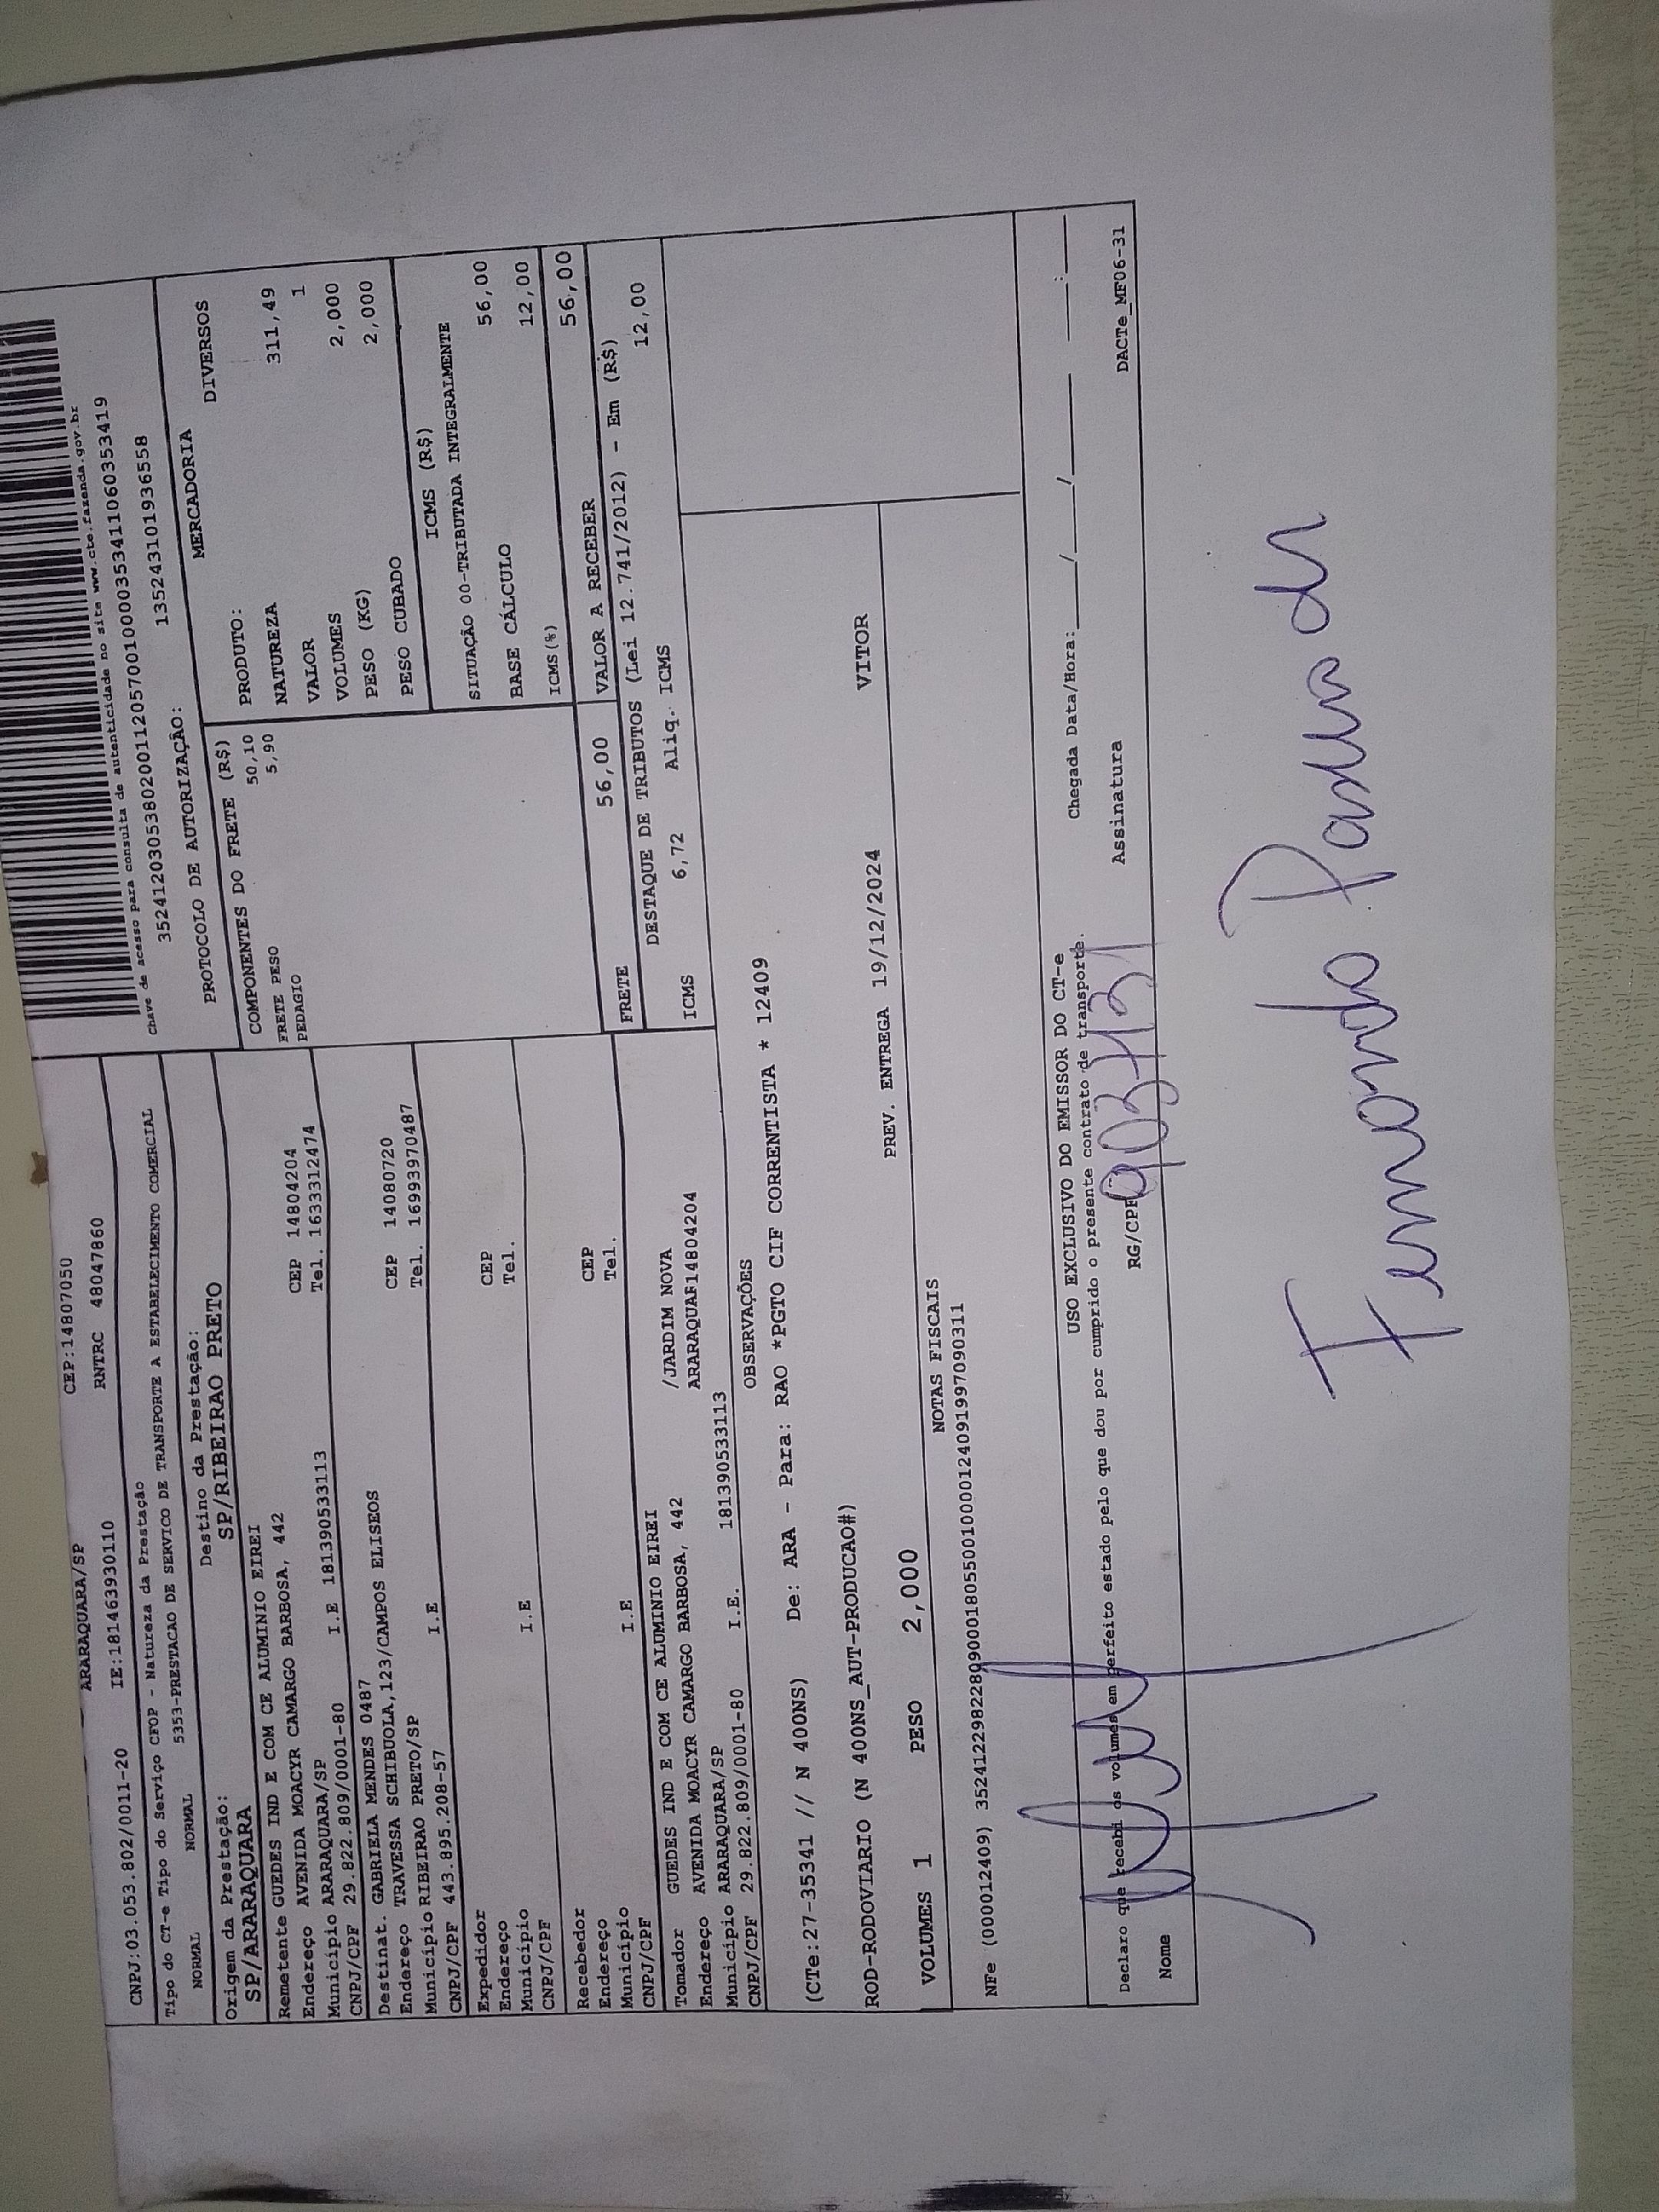 ARARAQUARA/SP CEP:14807050
CNPJ:03.053.802/0011-20 IE:181463930110 RNTRC 48047860
Tipo do CT-e Tipo do Serviço CFOP - Natureza da Prestação
NORMAL NORMAL 5353-PRESTACAO DE SERVICO DE TRANSPORTE A ESTABELECIMENTO COMERCIAL
Origem da Prestação: Destino da Prestação:
SP/ARARAQUARA SP/RIBEIRAO PRETO
Remetente GUEDES IND E COM CE ALUMINIO EIREI
Endereço AVENIDA MOACYR CAMARGO BARBOSA, 442 CEP 14804204
Município ARARAQUARA/SP Tel. 1633312474
CNPJ/CPF 29.822.809/0001-80 I.E 181390533113
Destinat. GABRIELA MENDES 0487
Endereço TRAVESSA SCHIBUOLA,123/CAMPOS ELISEOS CEP 14080720
Município RIBEIRAO PRETO/SP Tel. 16993970487
CNPJ/CPF 443.895.208-57 I.E
Expedidor
Endereço CEP
Município Tel.
CNPJ/CPF I.E
Recebedor
Endereço CEP
Município Tel.
CNPJ/CPF I.E
Tomador GUEDES IND E COM CE ALUMINIO EIREI
Endereço AVENIDA MOACYR CAMARGO BARBOSA, 442 /JARDIM NOVA
Município ARARAQUARA/SP ARARAQUAF14804204
CNPJ/CPF 29.822.809/0001-80 I.E. 181390533113
Chave de acesso para consulta de autenticidade no site www.cte.fazenda.gov.br
35241203053802001120570010000353411060353419
PROTOCOLO DE AUTORIZAÇÃO: 135243101936558
COMPONENTES DO FRETE (R$)
FRETE PESO 50,10
PEDAGIO 5,90
MERCADORIA
PRODUTO: DIVERSOS
NATUREZA
VALOR 311,49
VOLUMES 1
PESO (KG) 2,000
PESO CUBADO 2,000
ICMS (R$)
SITUAÇÃO 00-TRIBUTADA INTEGRALMENTE
BASE CÁLCULO 56,00
ICMS(%) 12,00
FRETE 56,00 VALOR A RECEBER 56,00
DESTAQUE DE TRIBUTOS (Lei 12.741/2012) - Em (R$)
ICMS 6,72 Aliq. ICMS 12,00
OBSERVAÇÕES
(CTe:27-35341 // N 400NS) De: ARA - Para: RAO *PGTO CIF CORRENTISTA * 12409
ROD-RODOVIARIO (N 400NS_AUT-PRODUCAO#) PREV. ENTREGA 19/12/2024 VITOR
VOLUMES 1 PESO 2,000
NOTAS FISCAIS
NFe (000012409) 35241229822809000180550010000124091997090311
USO EXCLUSIVO DO EMISSOR DO CT-e
Declaro que recebi os volumes em perfeito estado pelo que dou por cumprido o presente contrato de transporte. Chegada Data/Hora:____/____/______ ____:____
Nome RG/CPF Assinatura DACTe_MF06-31